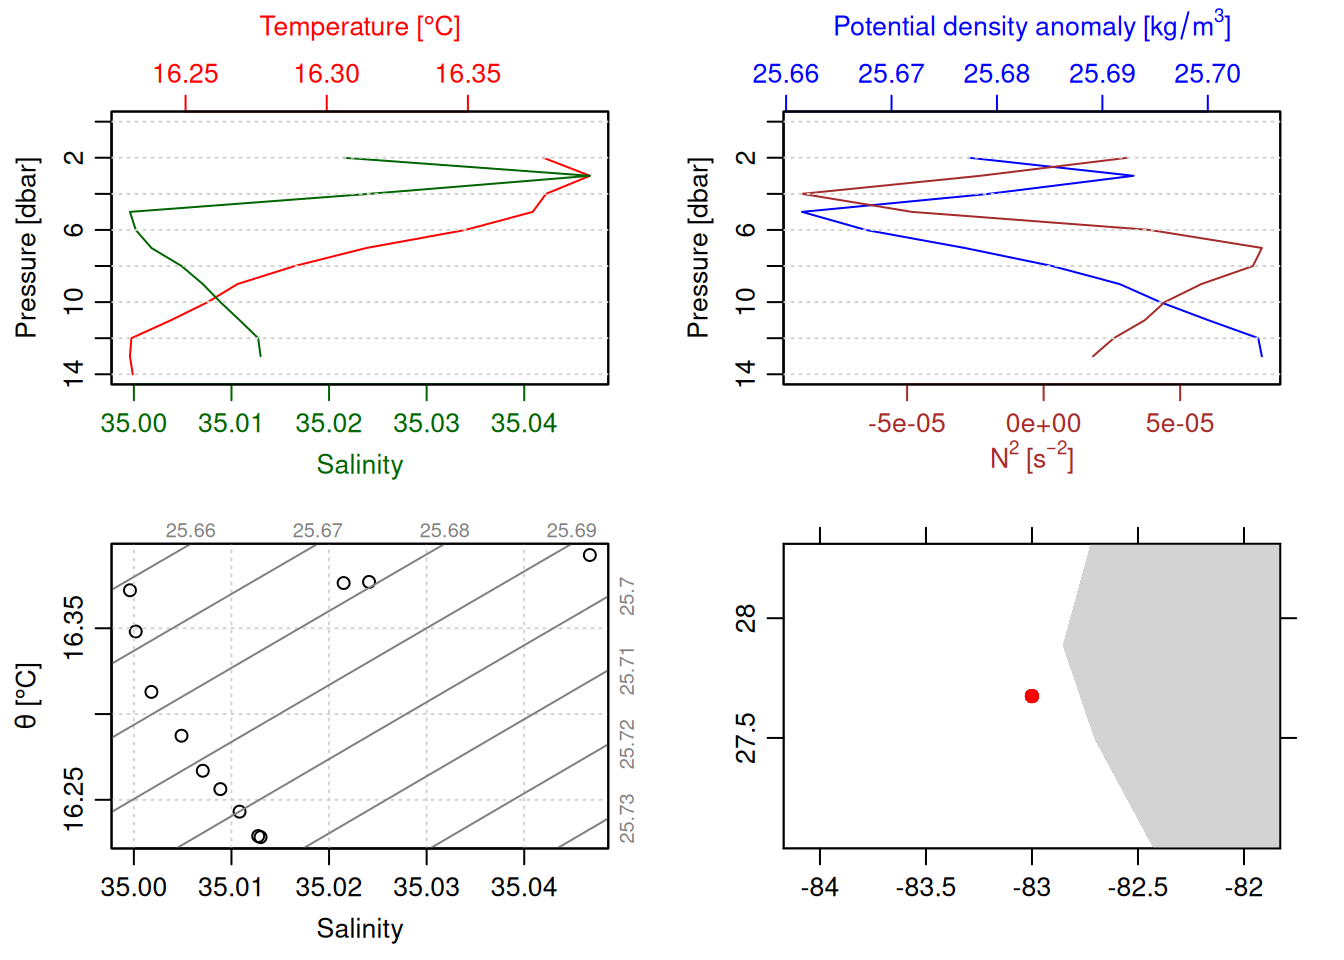 Temperature [°C]
16.25 16.30 16.35
Pressure [dbar]
2
6
10
14
35.00 35.01 35.02 35.03 35.04
Salinity
Potential density anomaly [kg/m³]
25.66 25.67 25.68 25.69 25.70
Pressure [dbar]
2
6
10
14
-5e-05 0e+00 5e-05
N² [s⁻²]
25.66 25.67 25.68 25.69
25.7
25.71
25.72
25.73
θ [°C]
16.35
16.25
35.00 35.01 35.02 35.03 35.04
Salinity
28
27.5
-84 -83.5 -83 -82.5 -82